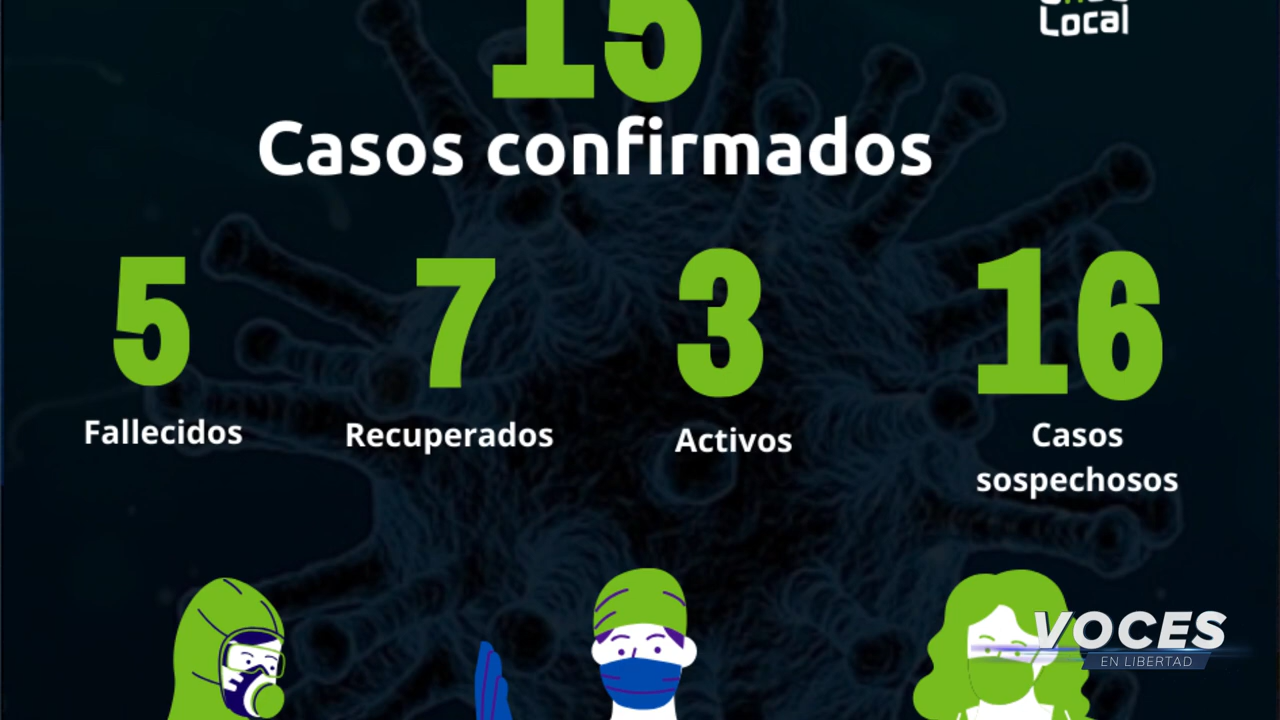 Local
15
Casos confirmados
5
7
3
16
Fallecidos
Recuperados
Activos
Casos
sospechosos
VOCES
EN LIBERTAD